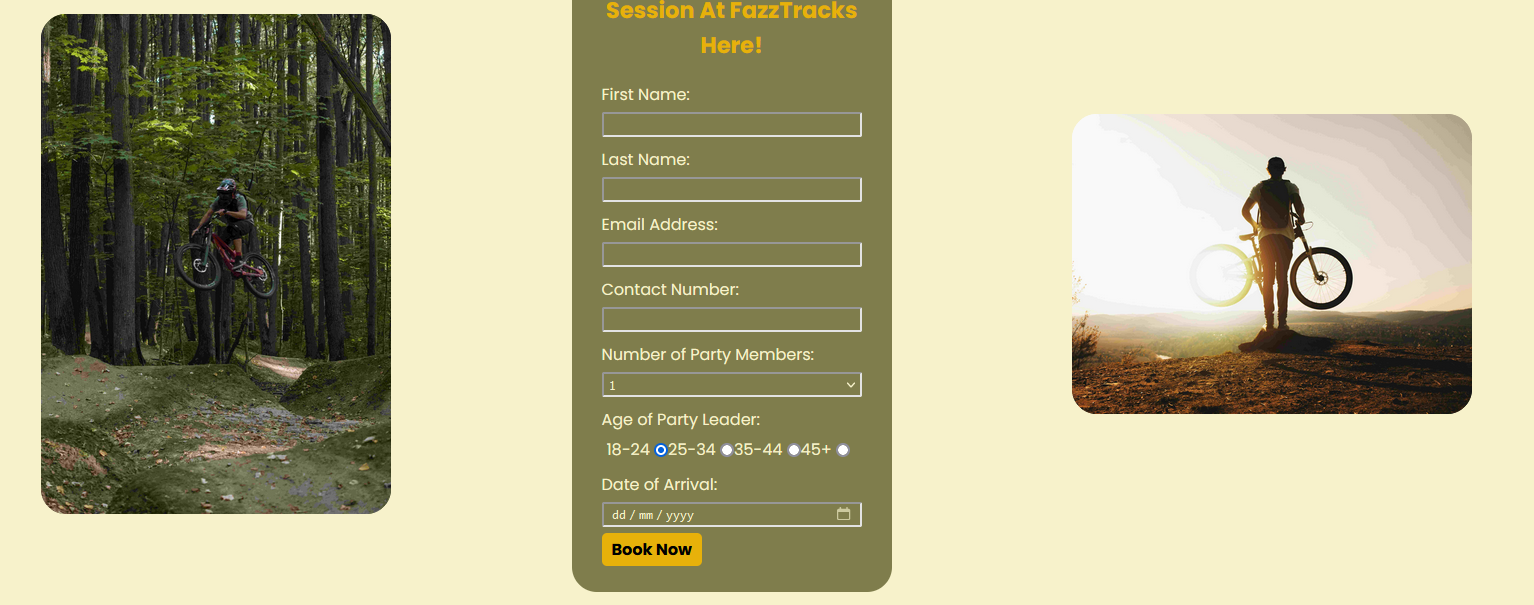 Session At FazzTracks
Here!
First Name:
Last Name:
Email Address:
Contact Number:
Number of Party Members:
1
Age of Party Leader:
18-24 25-34 35-44 45+
Date of Arrival:
dd / mm / yyyy
Book Now